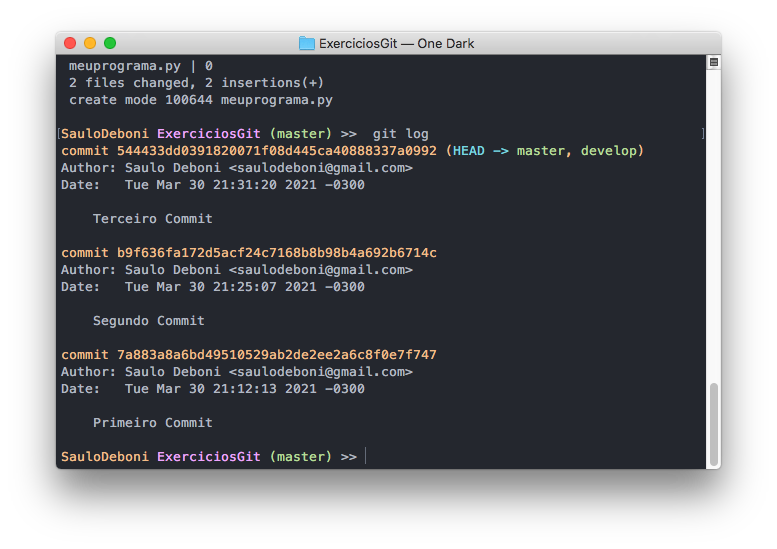 ExerciciosGit — One Dark
meuprograma.py | 0
2 files changed, 2 insertions(+)
create mode 100644 meuprograma.py
[SauloDeboni ExerciciosGit (master) >>  git log ]
commit 544433dd0391820071f08d445ca40888337a0992 (HEAD -> master, develop)
Author: Saulo Deboni <saulodeboni@gmail.com>
Date:   Tue Mar 30 21:31:20 2021 -0300
Terceiro Commit
commit b9f636fa172d5acf24c7168b8b98b4a692b6714c
Author: Saulo Deboni <saulodeboni@gmail.com>
Date:   Tue Mar 30 21:25:07 2021 -0300
Segundo Commit
commit 7a883a8a6bd49510529ab2de2ee2a6c8f0e7f747
Author: Saulo Deboni <saulodeboni@gmail.com>
Date:   Tue Mar 30 21:12:13 2021 -0300
Primeiro Commit
SauloDeboni ExerciciosGit (master) >>